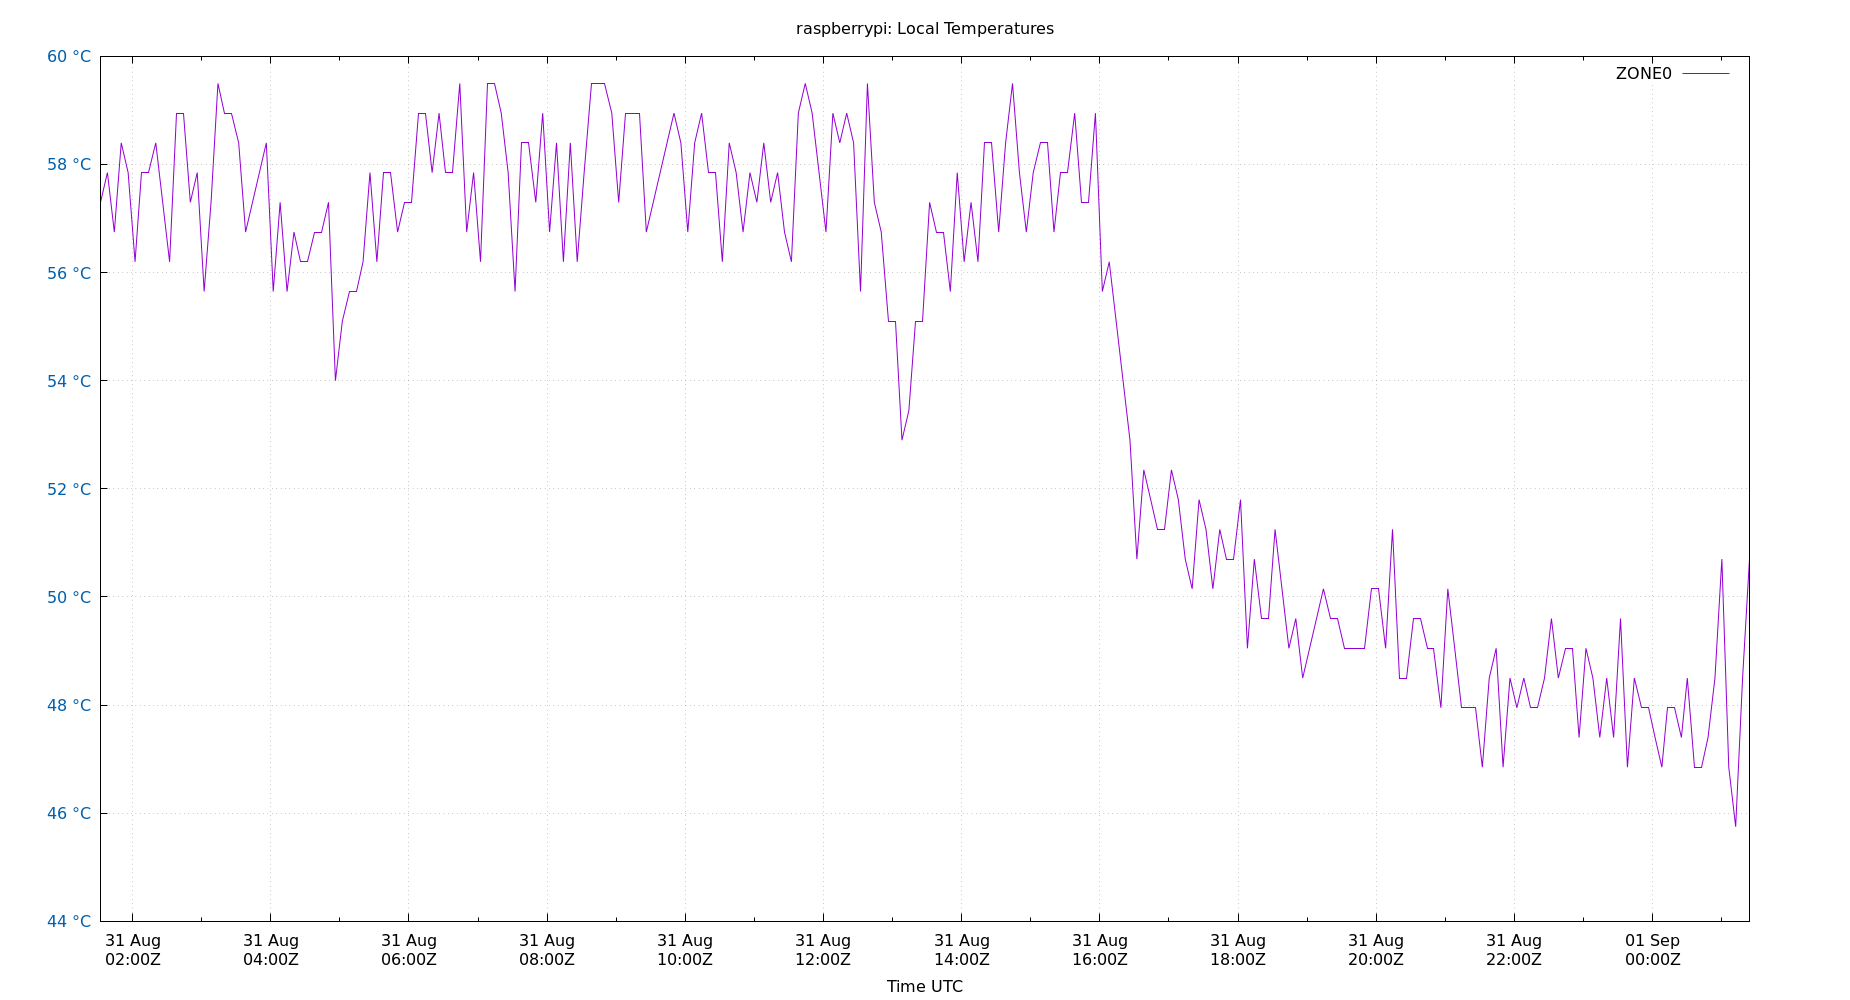 raspberrypi: Local Temperatures
ZONE0
60 °C
58 °C
56 °C
54 °C
52 °C
50 °C
48 °C
46 °C
44 °C
31 Aug 31 Aug 31 Aug 31 Aug 31 Aug 31 Aug 31 Aug 31 Aug 31 Aug 31 Aug 31 Aug 01 Sep
02:00Z 04:00Z 06:00Z 08:00Z 10:00Z 12:00Z 14:00Z 16:00Z 18:00Z 20:00Z 22:00Z 00:00Z
Time UTC